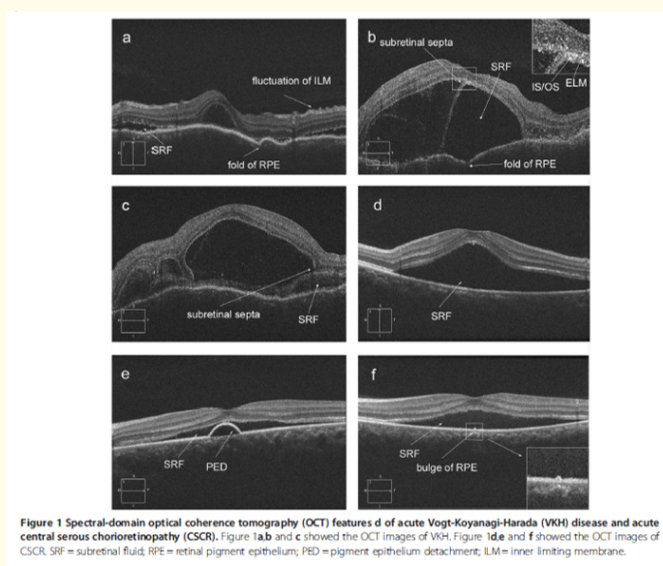 a
fluctuation of ILM
SRF
fold of RPE
b
subretinal septa
SRF
IS/OS ELM
fold of RPE
c
subretinal septa
SRF
d
SRF
e
SRF
PED
f
SRF
bulge of RPE
Figure 1 Spectral-domain optical coherence tomography (OCT) features d of acute Vogt-Koyanagi-Harada (VKH) disease and acute
central serous chorioretinopathy (CSCR). Figure 1a,b and c showed the OCT images of VKH. Figure 1d,e and f showed the OCT images of
CSCR. SRF = subretinal fluid; RPE = retinal pigment epithelium; PED = pigment epithelium detachment; ILM = inner limiting membrane.